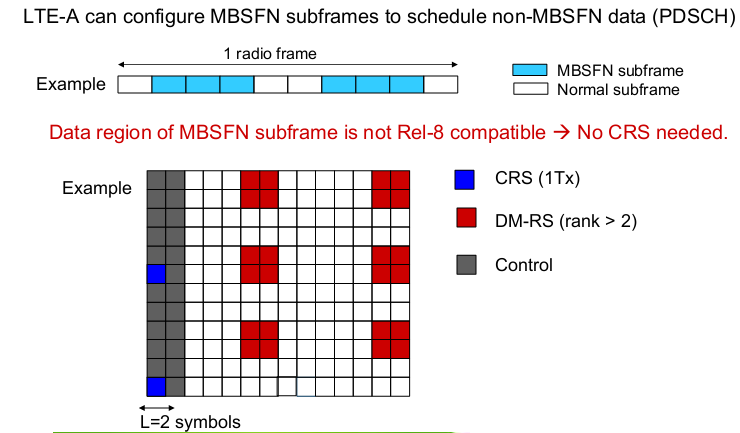 LTE-A can configure MBSFN subframes to schedule non-MBSFN data (PDSCH)
1 radio frame
Example
MBSFN subframe
Normal subframe
Data region of MBSFN subframe is not Rel-8 compatible → No CRS needed.
Example
CRS (1Tx)
DM-RS (rank > 2)
Control
L=2 symbols